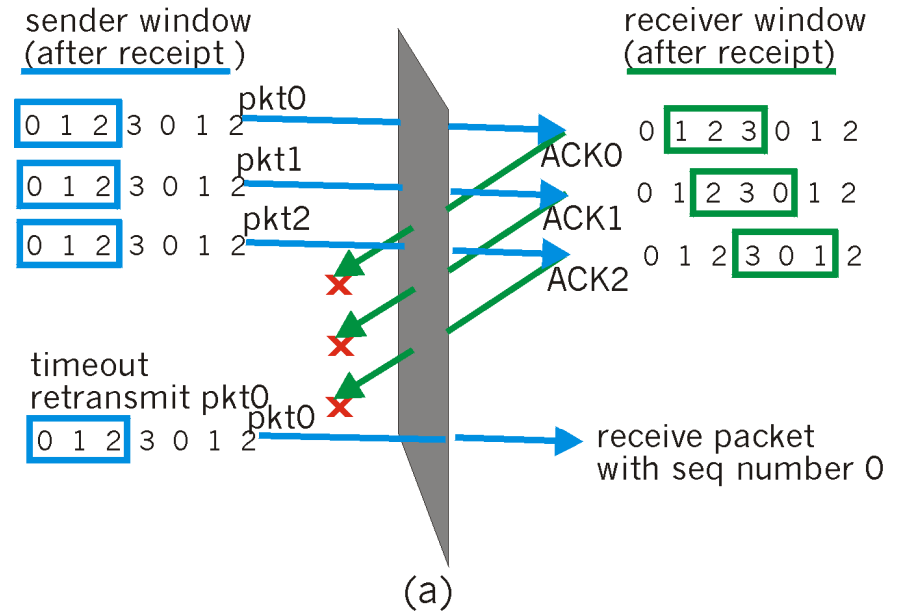 sender window
(after receipt )
receiver window
(after receipt)
0 1 2 3 0 1 2
pkt0
ACK0
0 1 2 3 0 1 2
0 1 2 3 0 1 2
pkt1
ACK1
0 1 2 3 0 1 2
0 1 2 3 0 1 2
pkt2
ACK2
0 1 2 3 0 1 2
timeout
retransmit pkt0
0 1 2 3 0 1 2
pkt0
receive packet
with seq number 0
(a)